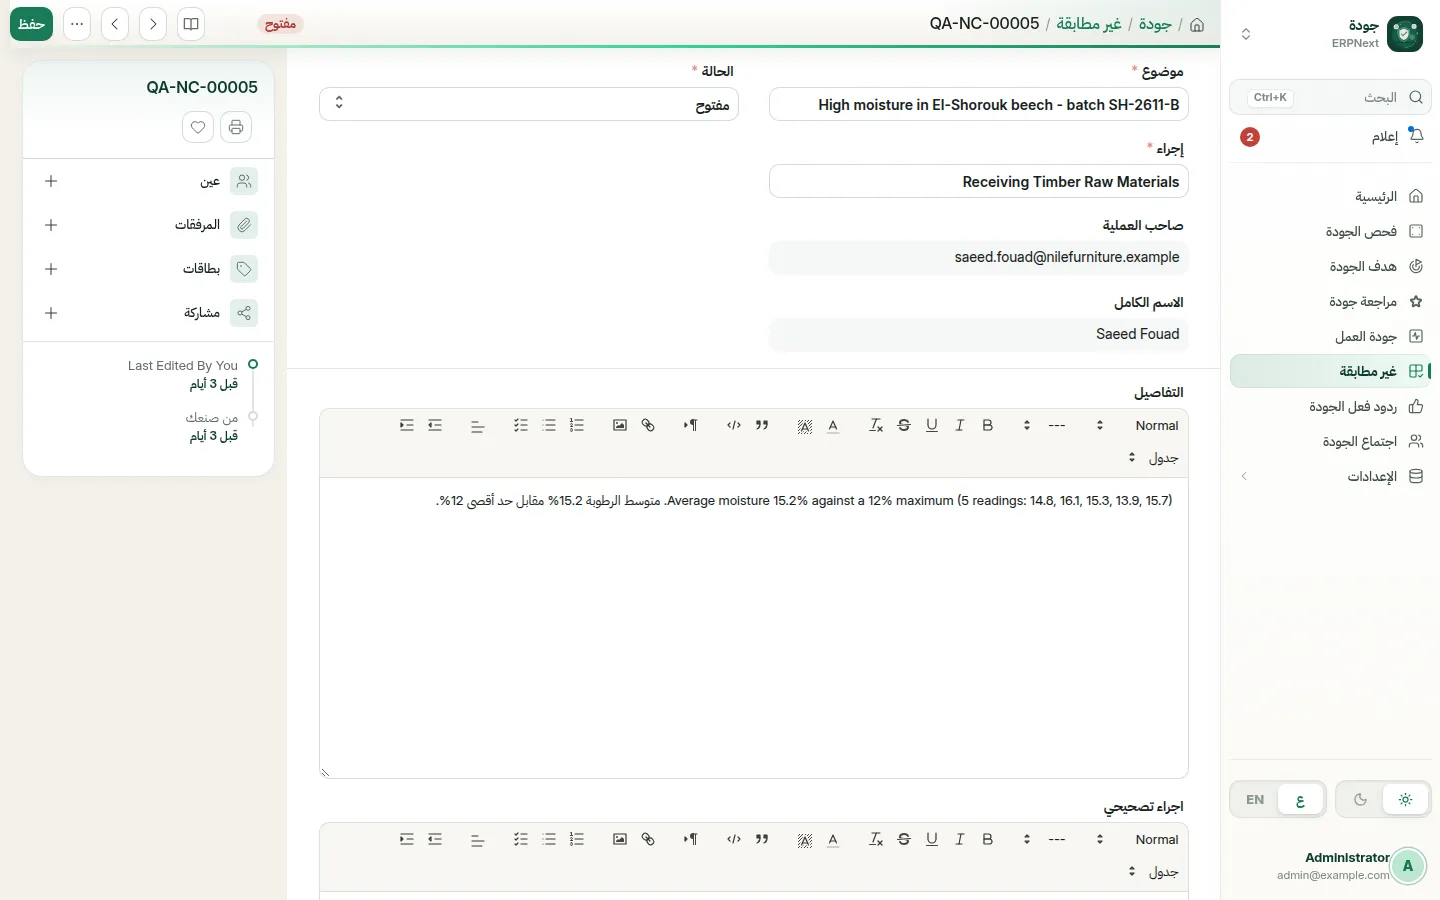 جودة
ERPNext
البحث
Ctrl+K
إعلام
2
الرئيسية
فحص الجودة
هدف الجودة
مراجعة جودة
جودة العمل
غير مطابقة
ردود فعل الجودة
اجتماع الجودة
الإعدادات
ع
EN
Administrator
admin@example.com
A
جودة / غير مطابقة / QA-NC-00005
مفتوح
حفظ
موضوع *
High moisture in El-Shorouk beech - batch SH-2611-B
الحالة *
مفتوح
إجراء *
Receiving Timber Raw Materials
صاحب العملية
saeed.fouad@nilefurniture.example
الاسم الكامل
Saeed Fouad
التفاصيل
Normal
---
جدول
Average moisture 15.2% against a 12% maximum (5 readings: 14.8, 16.1, 15.3, 13.9, 15.7). متوسط الرطوبة 15.2% مقابل حد أقصى 12%.
اجراء تصحيحي
Normal
---
جدول
QA-NC-00005
عين
المرفقات
بطاقات
مشاركة
Last Edited By You
قبل 3 أيام
من صنعك
قبل 3 أيام